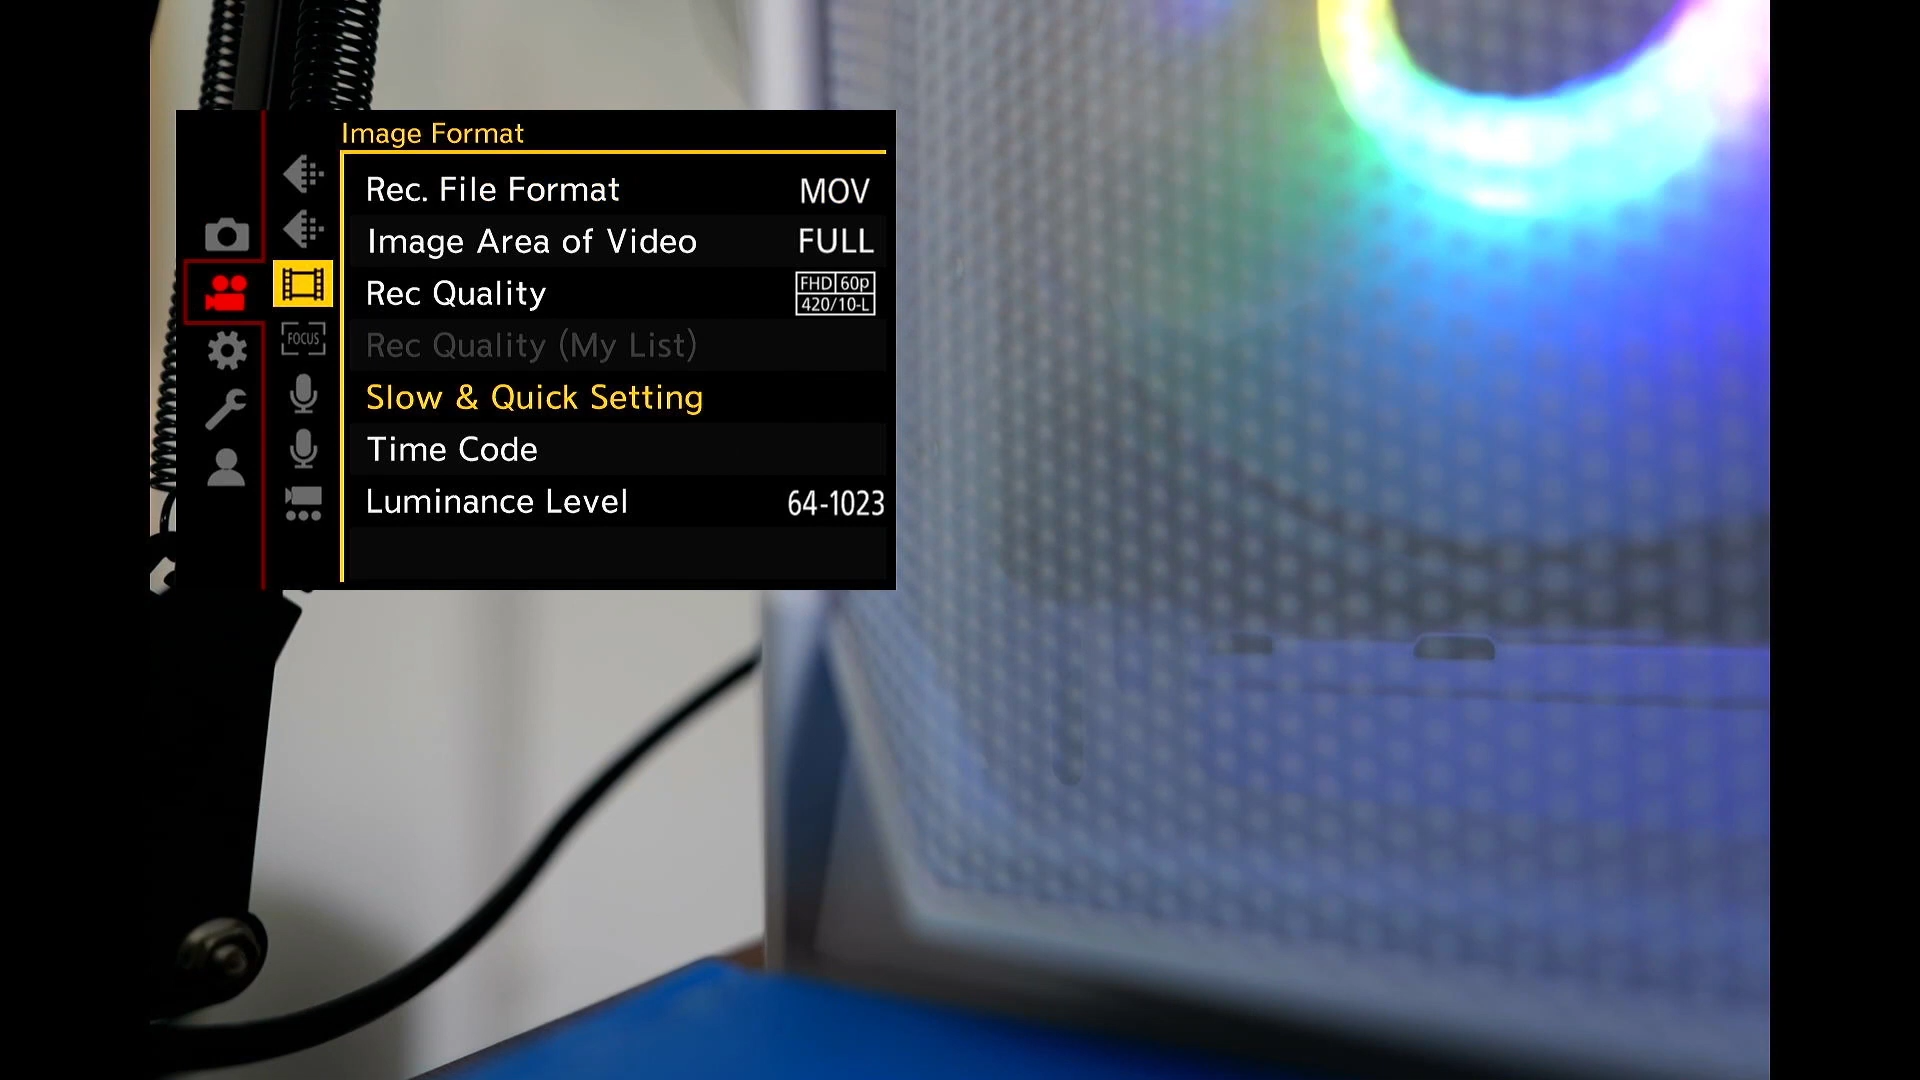 Image Format
Rec. File Format MOV
Image Area of Video FULL
Rec Quality FHD 60p 420/10-L
Rec Quality (My List)
FOCUS
Slow & Quick Setting
Time Code
Luminance Level 64-1023